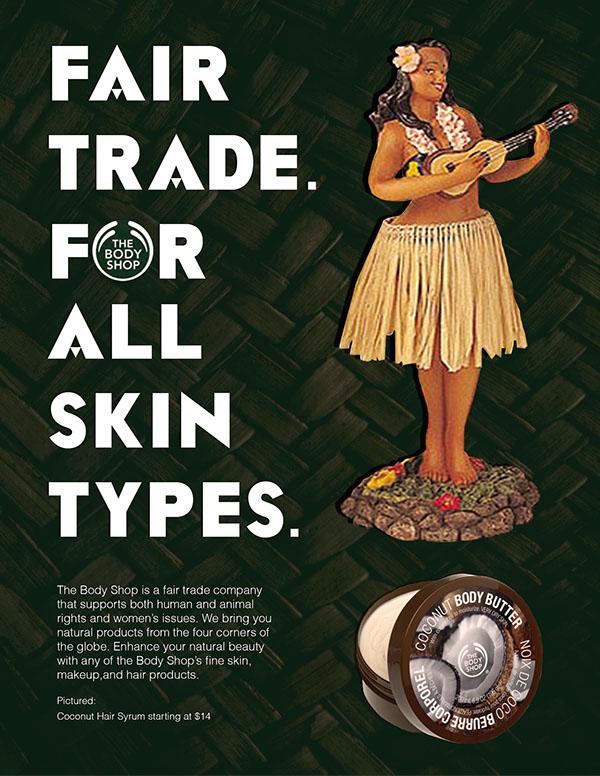 FAIR
TRADE.
F THE BODY SHOP R
ALL
SKIN
TYPES.
The Body Shop is a fair trade company
that supports both human and animal
rights and women's issues. We bring you
natural products from the four corners of
the globe. Enhance your natural beauty
with any of the Body Shop's fine skin,
makeup,and hair products.
Pictured:
Coconut Hair Syrum starting at $14
COCONUT BODY BUTTER
NOIX DE COCO BEURRE CORPOREL
THE
BODY
SHOP